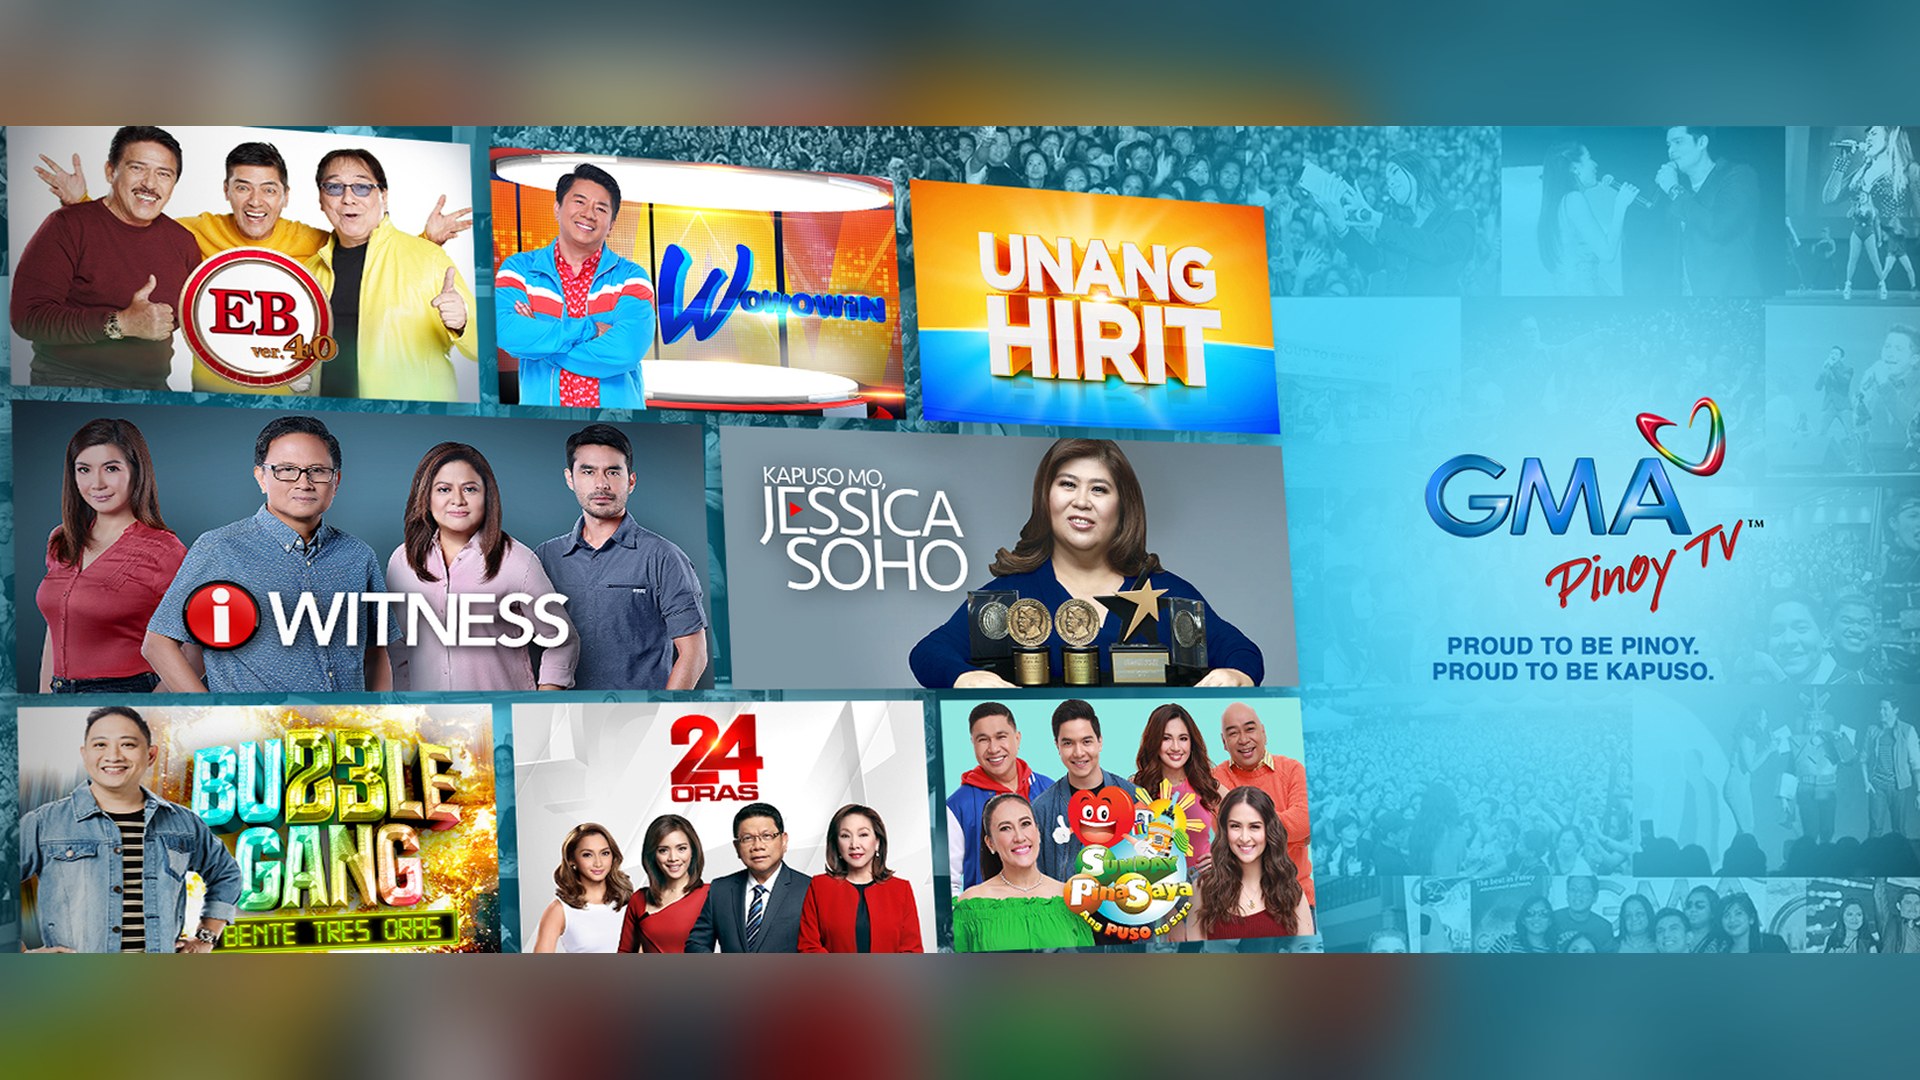 EB
ver. 4.0
WOWOWIN
UNANG
HIRIT
i WITNESS
KAPUSO MO,
JESSICA
SOHO
BUBBLE
GANG
BENTE TRES ORAS
24
ORAS
SUNDAY
PinaSaya
Ang PUSO ng Saya
GMA
Pinoy TV™
PROUD TO BE PINOY.
PROUD TO BE KAPUSO.